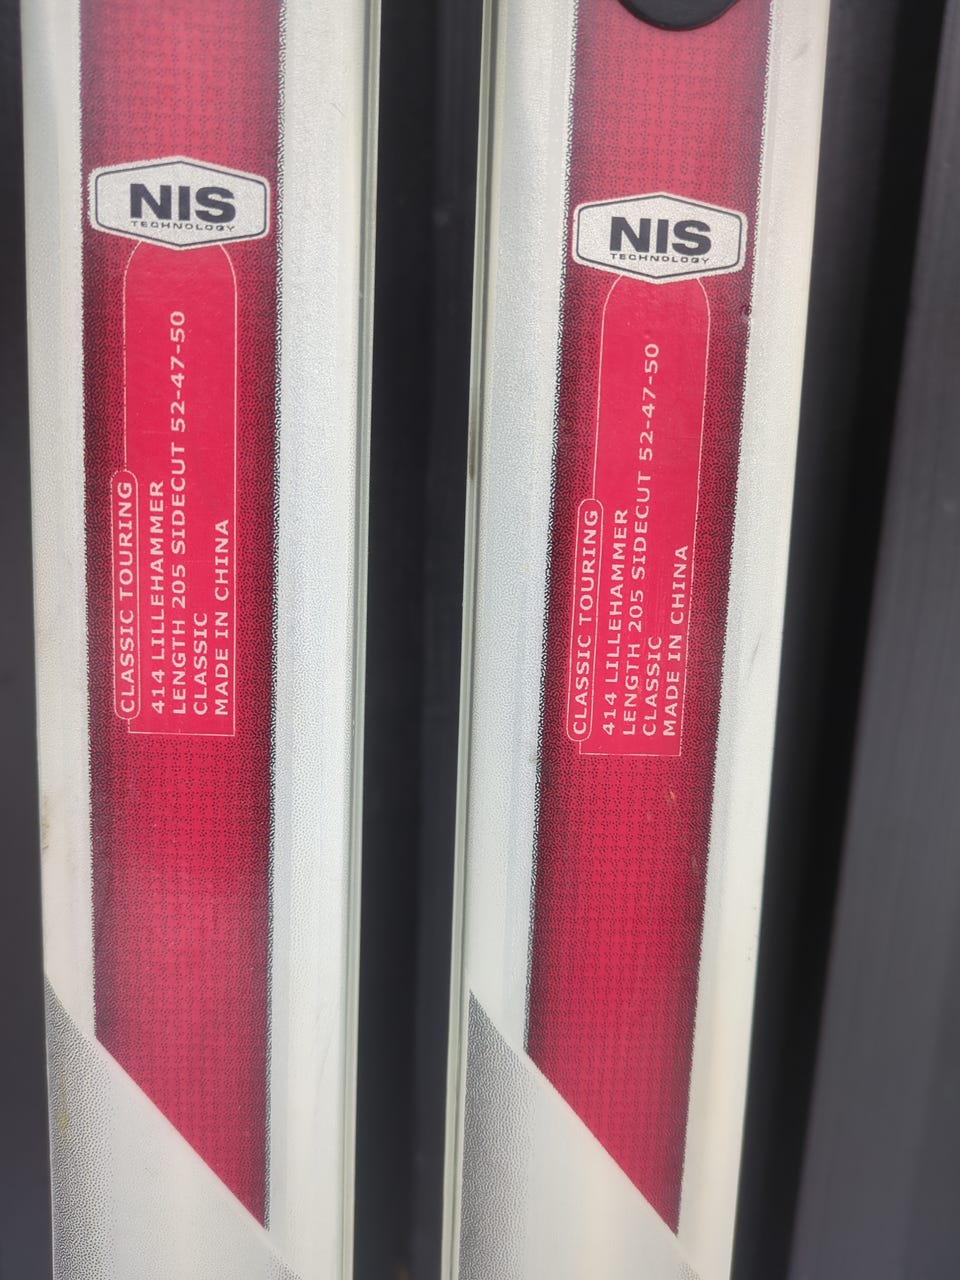 NIS
TECHNOLOGY
CLASSIC TOURING
414 LILLEHAMMER
LENGTH 205 SIDECUT 52-47-50
CLASSIC
MADE IN CHINA
NIS
TECHNOLOGY
CLASSIC TOURING
414 LILLEHAMMER
LENGTH 205 SIDECUT 52-47-50
CLASSIC
MADE IN CHINA